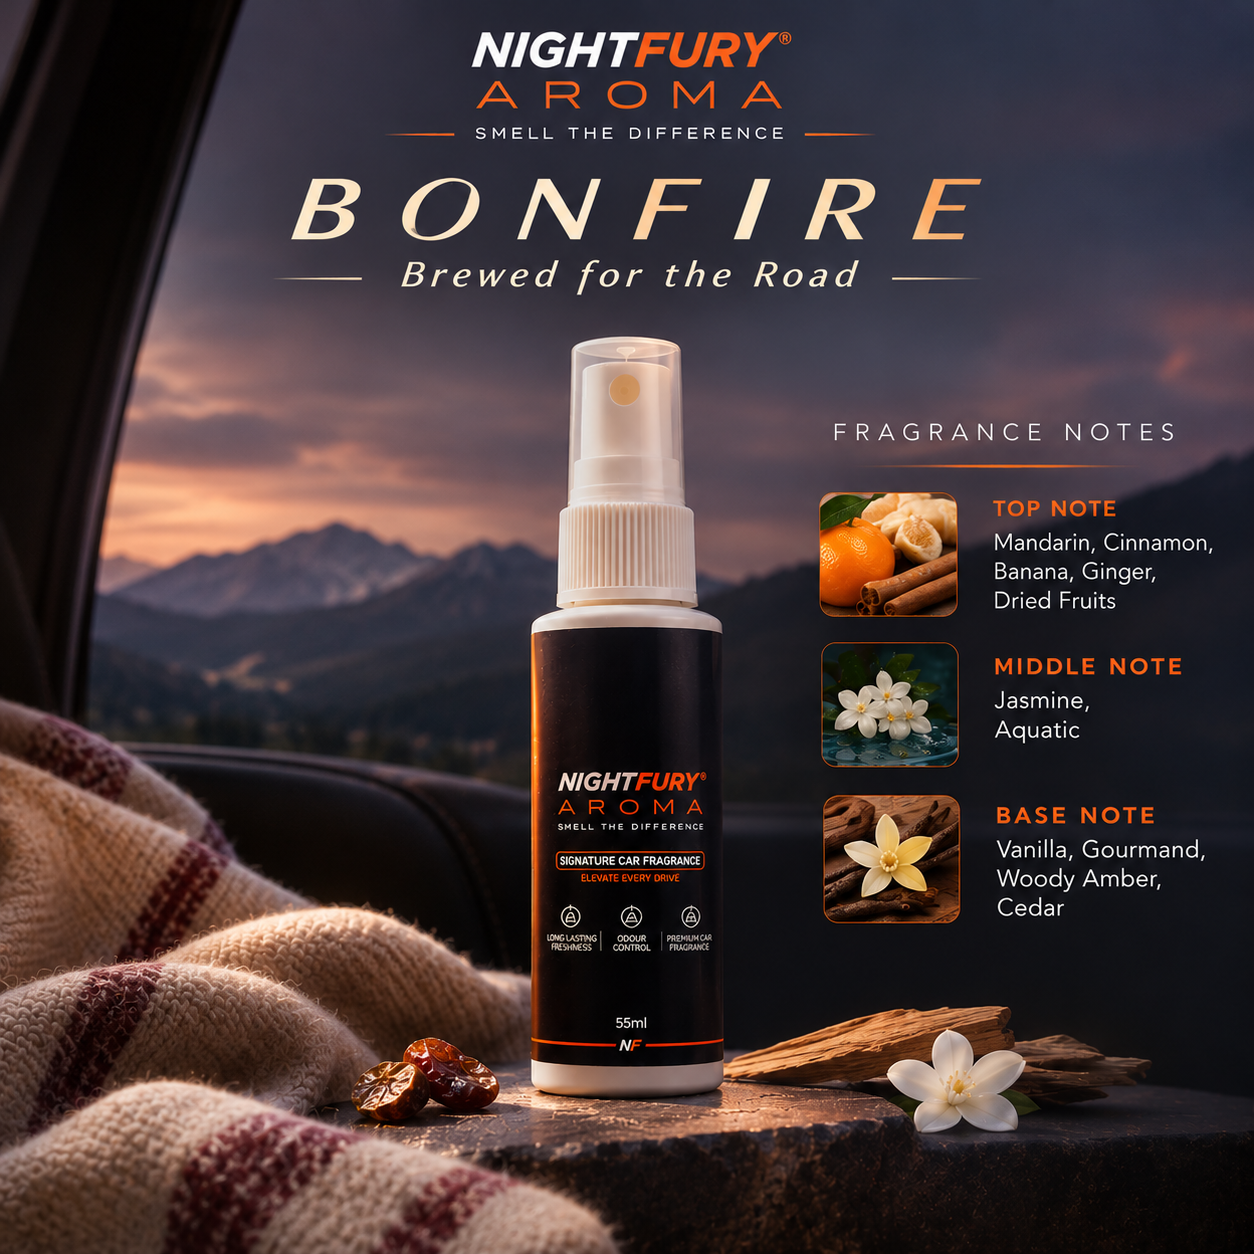 NIGHTFURY®
AROMA
SMELL THE DIFFERENCE
BONFIRE
Brewed for the Road
FRAGRANCE NOTES
TOP NOTE
Mandarin, Cinnamon,
Banana, Ginger,
Dried Fruits
MIDDLE NOTE
Jasmine,
Aquatic
BASE NOTE
Vanilla, Gourmand,
Woody Amber,
Cedar
NIGHTFURY®
AROMA
SMELL THE DIFFERENCE
SIGNATURE CAR FRAGRANCE
ELEVATE EVERY DRIVE
LONG LASTING FRESHNESS
ODOUR CONTROL
PREMIUM CAR FRAGRANCE
55ml
NF